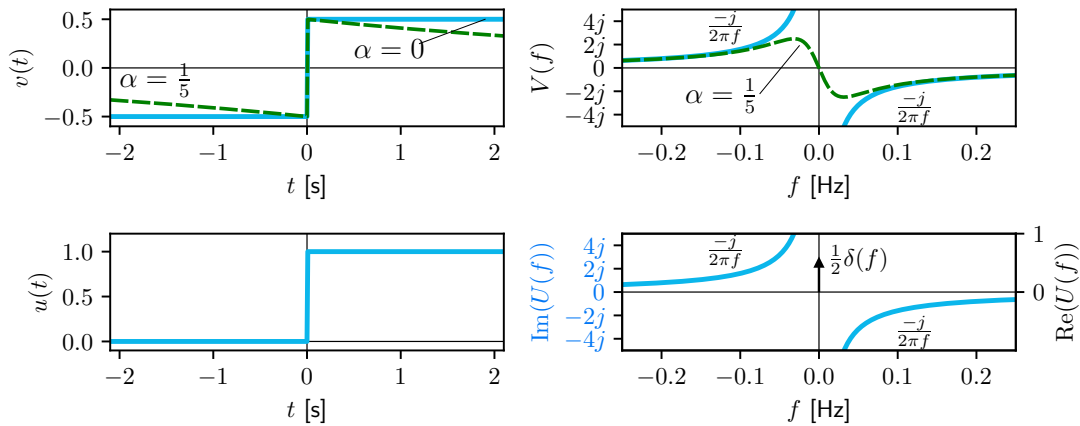 v(t)
0.5
0.0
−0.5
α = 0
α = 1/5
−2
−1
0
1
2
t [s]
V(f)
4j
2j
0
−2j
−4j
−j/2πf
α = 1/5
−j/2πf
−0.2
−0.1
0.0
0.1
0.2
f [Hz]
u(t)
1.0
0.5
0.0
−2
−1
0
1
2
t [s]
Im(U(f))
4j
2j
0
−2j
−4j
−j/2πf
1/2 δ(f)
−j/2πf
1
0
Re(U(f))
−0.2
−0.1
0.0
0.1
0.2
f [Hz]